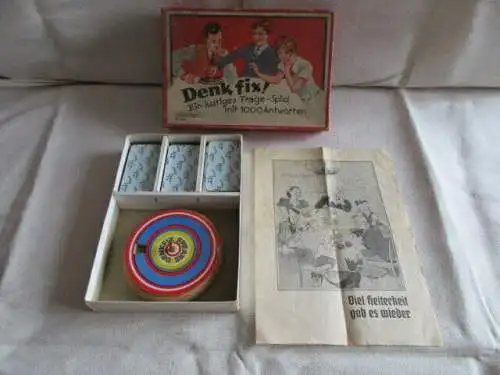 Denk fix!
Ein lustiges Frage-Spiel
mit 1000 Antworten
Viel Heiterkeit
gab es wieder